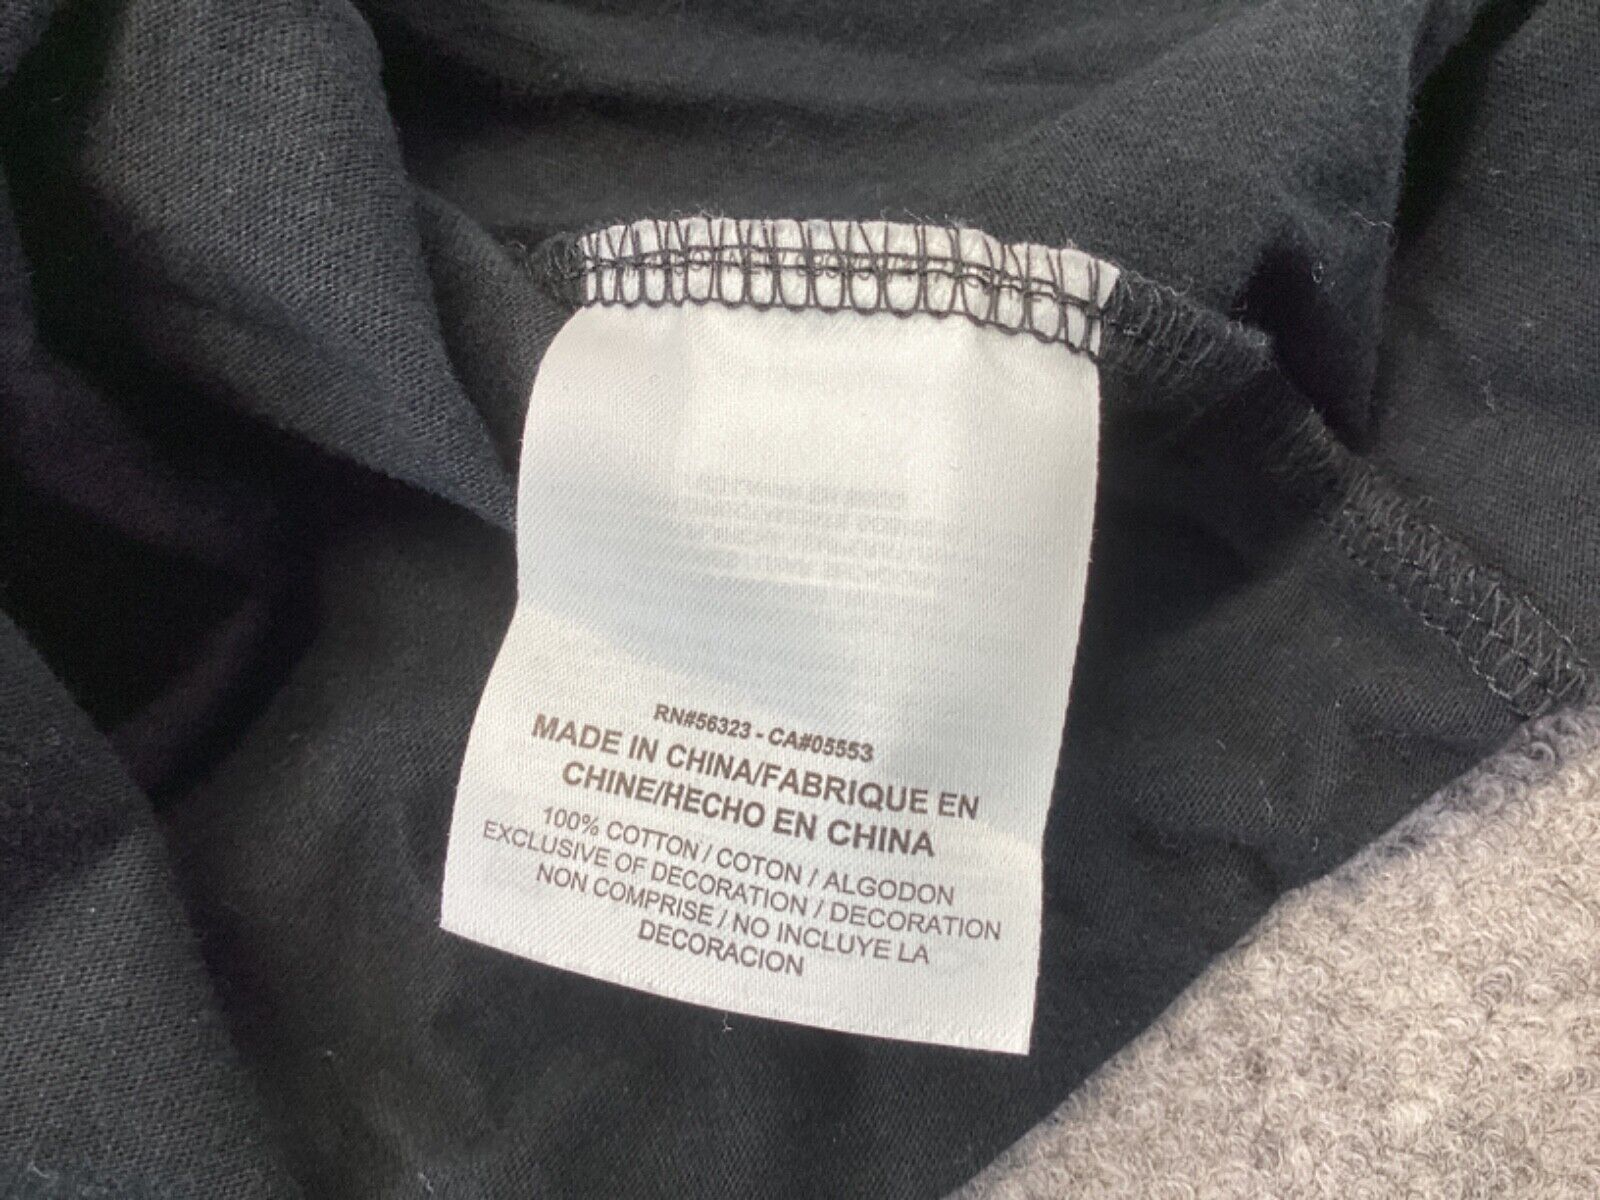 RN#56323 - CA#05553
MADE IN CHINA/FABRIQUE EN
CHINE/HECHO EN CHINA
100% COTTON / COTON / ALGODON
EXCLUSIVE OF DECORATION / DECORATION
NON COMPRISE / NO INCLUYE LA
DECORACION